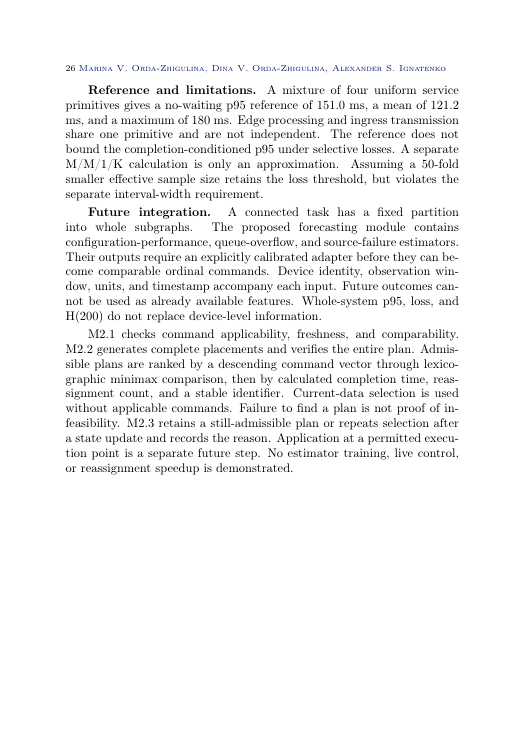 26 Marina V. Orda-Zhigulina, Dina V. Orda-Zhigulina, Alexander S. Ignatenko
Reference and limitations. A mixture of four uniform service
primitives gives a no-waiting p95 reference of 151.0 ms, a mean of 121.2
ms, and a maximum of 180 ms. Edge processing and ingress transmission
share one primitive and are not independent. The reference does not
bound the completion-conditioned p95 under selective losses. A separate
M/M/1/K calculation is only an approximation. Assuming a 50-fold
smaller effective sample size retains the loss threshold, but violates the
separate interval-width requirement.
Future integration. A connected task has a fixed partition
into whole subgraphs. The proposed forecasting module contains
configuration-performance, queue-overflow, and source-failure estimators.
Their outputs require an explicitly calibrated adapter before they can be-
come comparable ordinal commands. Device identity, observation win-
dow, units, and timestamp accompany each input. Future outcomes can-
not be used as already available features. Whole-system p95, loss, and
H(200) do not replace device-level information.
M2.1 checks command applicability, freshness, and comparability.
M2.2 generates complete placements and verifies the entire plan. Admis-
sible plans are ranked by a descending command vector through lexico-
graphic minimax comparison, then by calculated completion time, reas-
signment count, and a stable identifier. Current-data selection is used
without applicable commands. Failure to find a plan is not proof of in-
feasibility. M2.3 retains a still-admissible plan or repeats selection after
a state update and records the reason. Application at a permitted execu-
tion point is a separate future step. No estimator training, live control,
or reassignment speedup is demonstrated.